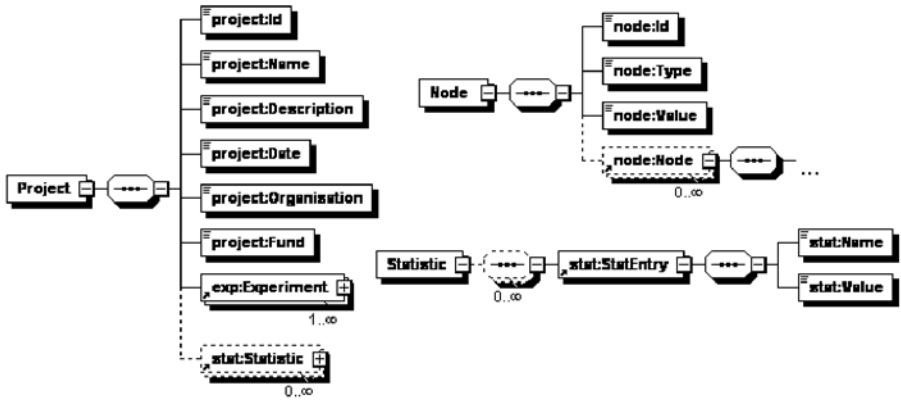 Project
project:Id
project:Name
project:Description
project:Date
project:Organisation
project:Fund
exp:Experiment
1..∞
stat:Statistic
0..∞
Node
node:Id
node:Type
node:Value
node:Node
0..∞
...
Statistic
0..∞
stat:StatEntry
stat:Name
stat:Value